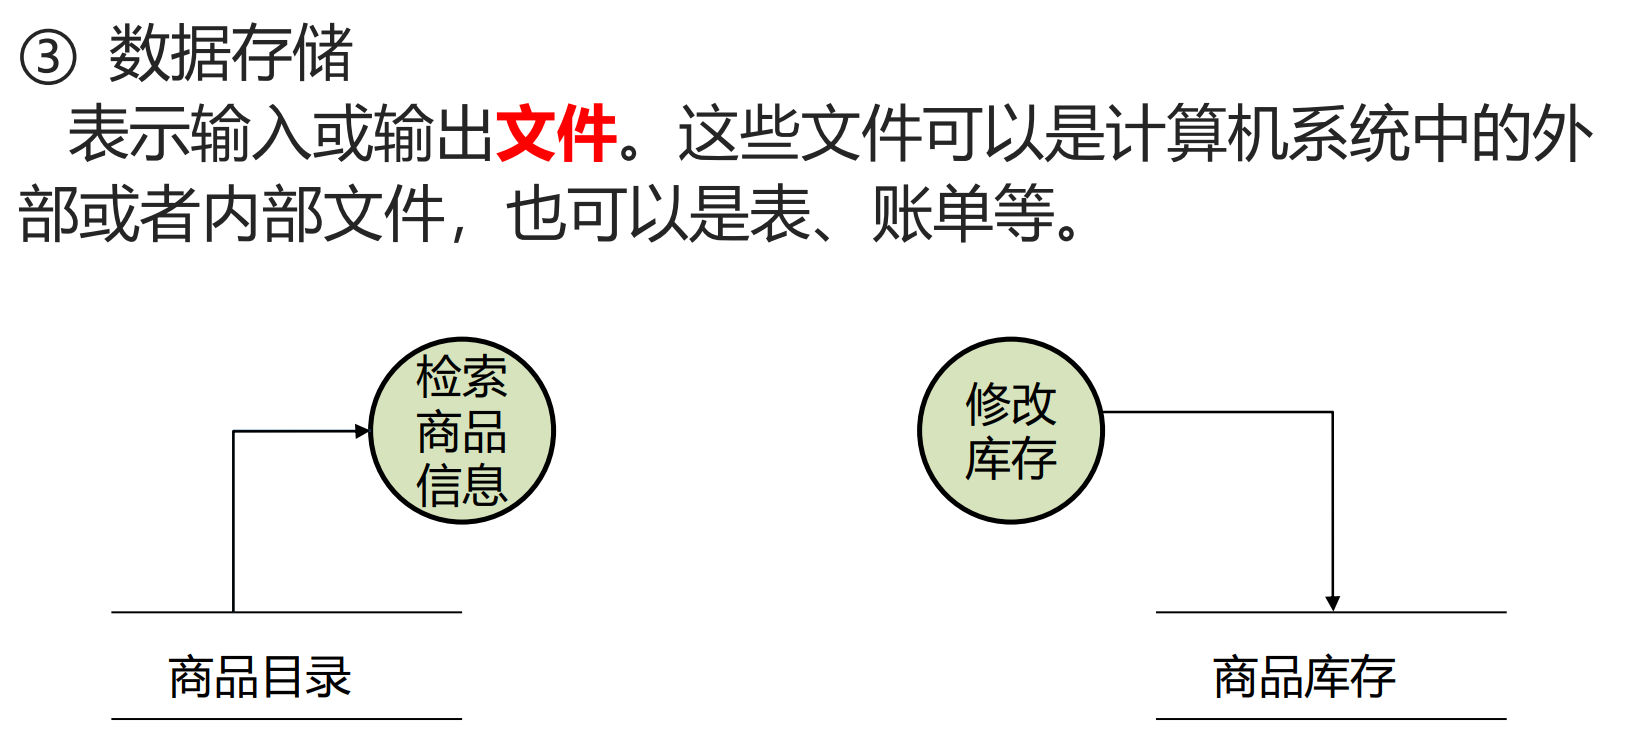 ③ 数据存储
表示输入或输出文件。这些文件可以是计算机系统中的外
部或者内部文件，也可以是表、账单等。
检索
商品
信息
修改
库存
商品目录
商品库存